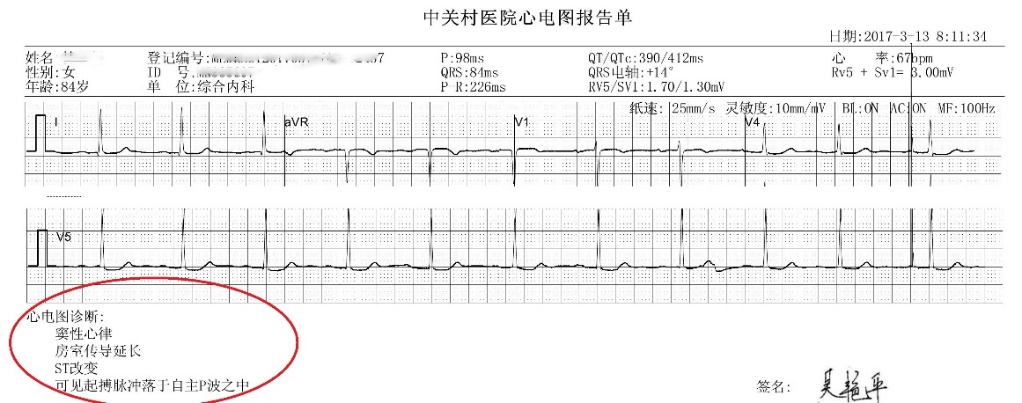 中关村医院心电图报告单
日期:2017-3-13 8:11:34
姓名 登记编号: P:98ms QT/QTc:390/412ms 心 率:67bpm
性别:女 ID 号. QRS:84ms QRS电轴:+14° Rv5 + Sv1= 3.00mV
年龄:84岁 单 位:综合内科 P-R:226ms RV5/SV1:1.70/1.30mV
纸速: 25mm/s 灵敏度:10mm/mV BL:ON AC:ON MF:100Hz
I aVR V1 V4
V5
心电图诊断:
窦性心律
房室传导延长
ST改变
可见起搏脉冲落于自主P波之中
签名: